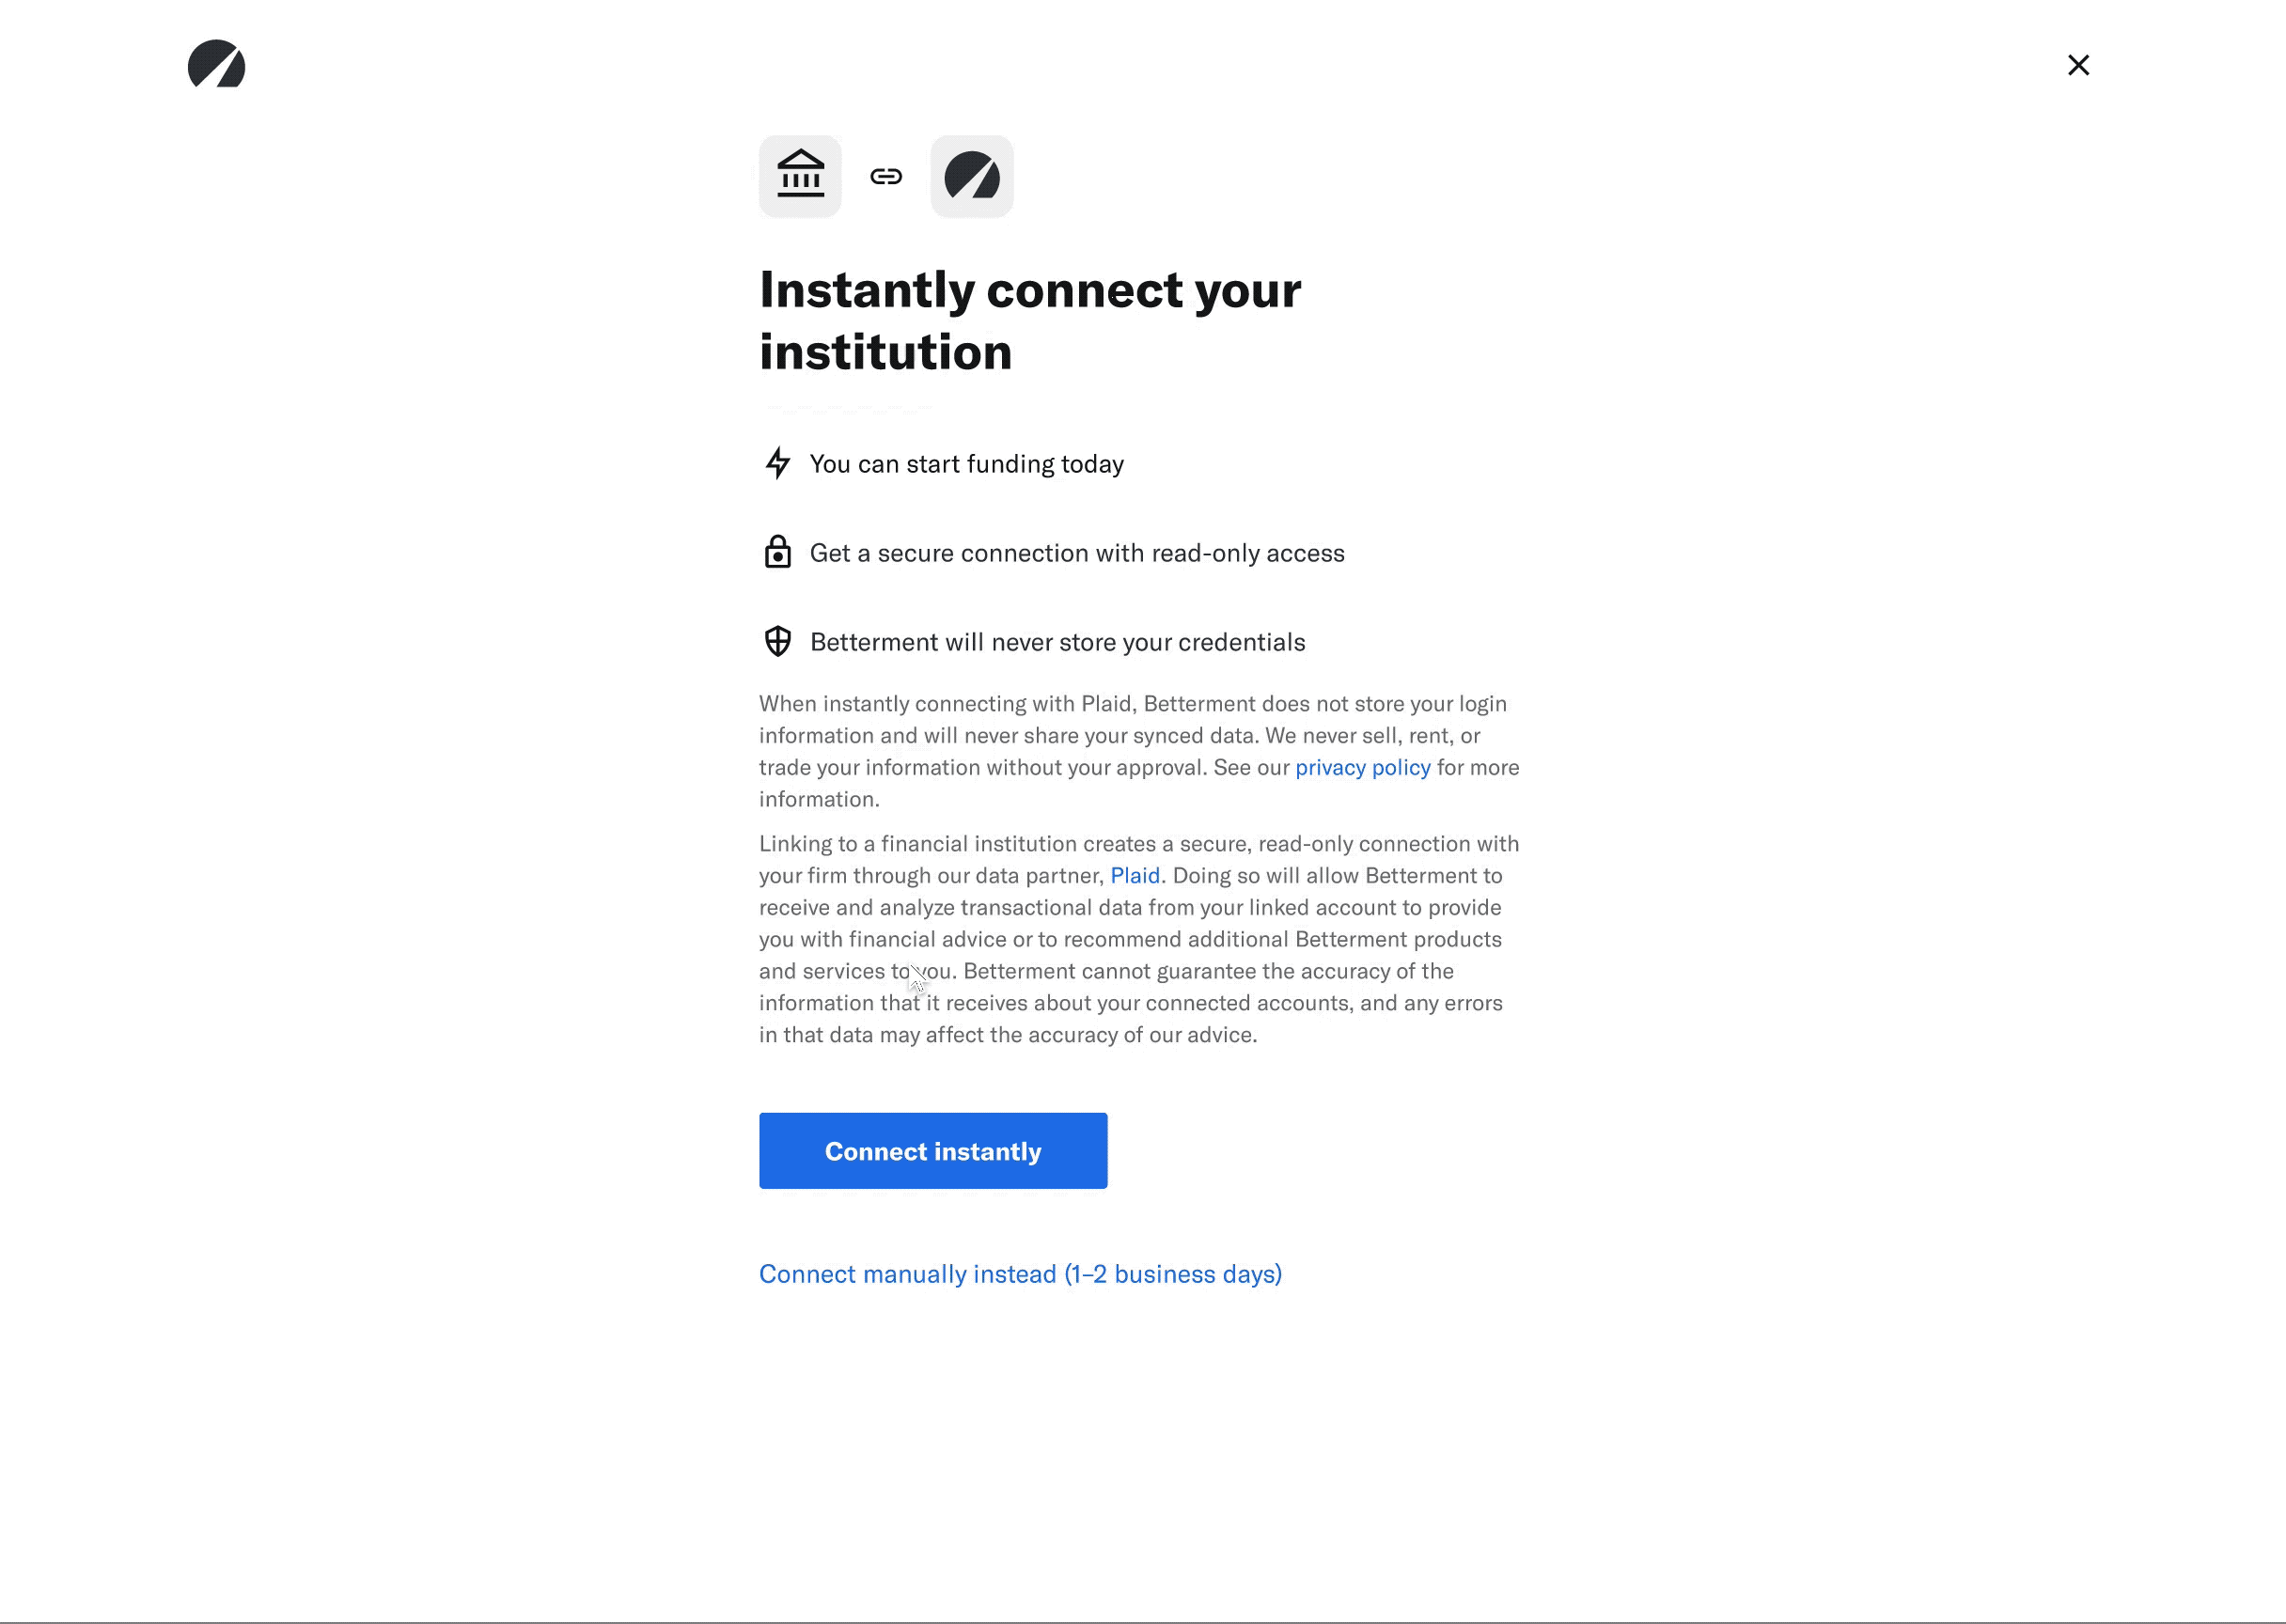 Instantly connect your
institution
You can start funding today
Get a secure connection with read-only access
Betterment will never store your credentials
When instantly connecting with Plaid, Betterment does not store your login
information and will never share your synced data. We never sell, rent, or
trade your information without your approval. See our privacy policy for more
information.
Linking to a financial institution creates a secure, read-only connection with
your firm through our data partner, Plaid. Doing so will allow Betterment to
receive and analyze transactional data from your linked account to provide
you with financial advice or to recommend additional Betterment products
and services to you. Betterment cannot guarantee the accuracy of the
information that it receives about your connected accounts, and any errors
in that data may affect the accuracy of our advice.
Connect instantly
Connect manually instead (1–2 business days)